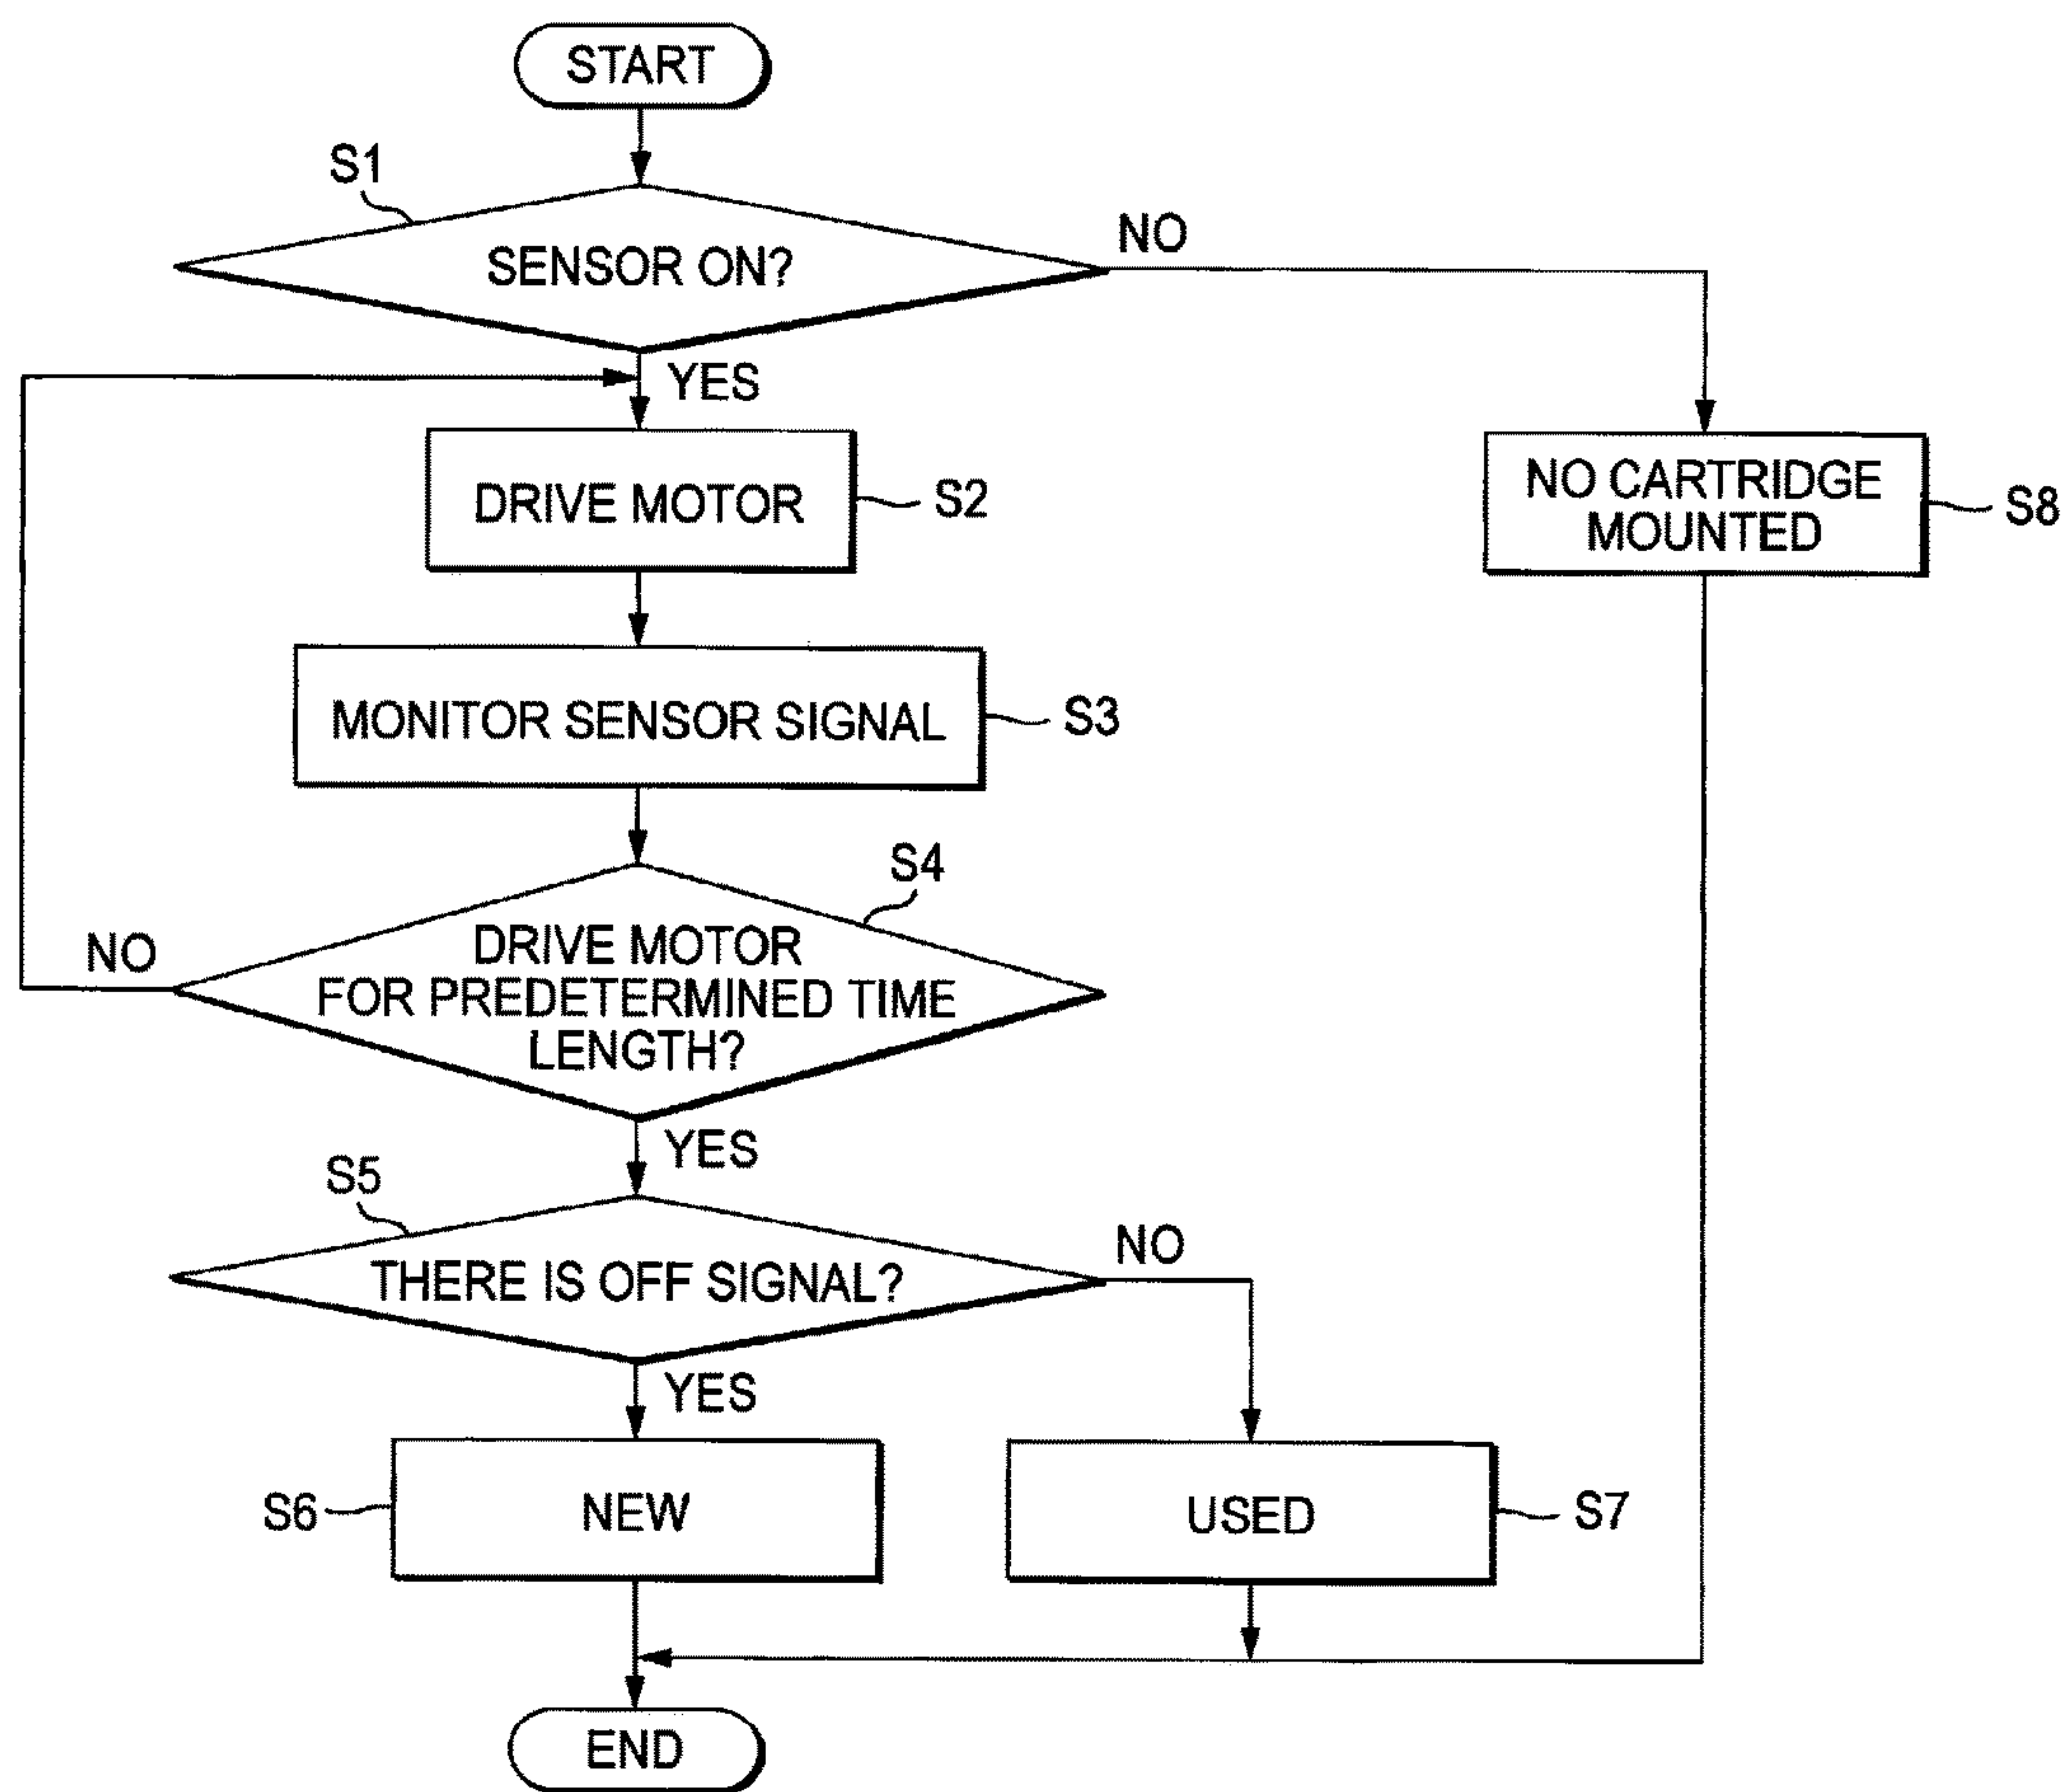 START
S1
SENSOR ON?
NO
YES
DRIVE MOTOR
S2
NO CARTRIDGE
MOUNTED
S8
MONITOR SENSOR SIGNAL
S3
S4
DRIVE MOTOR
FOR PREDETERMINED TIME
LENGTH?
NO
YES
S5
THERE IS OFF SIGNAL?
NO
YES
S6
NEW
USED
S7
END